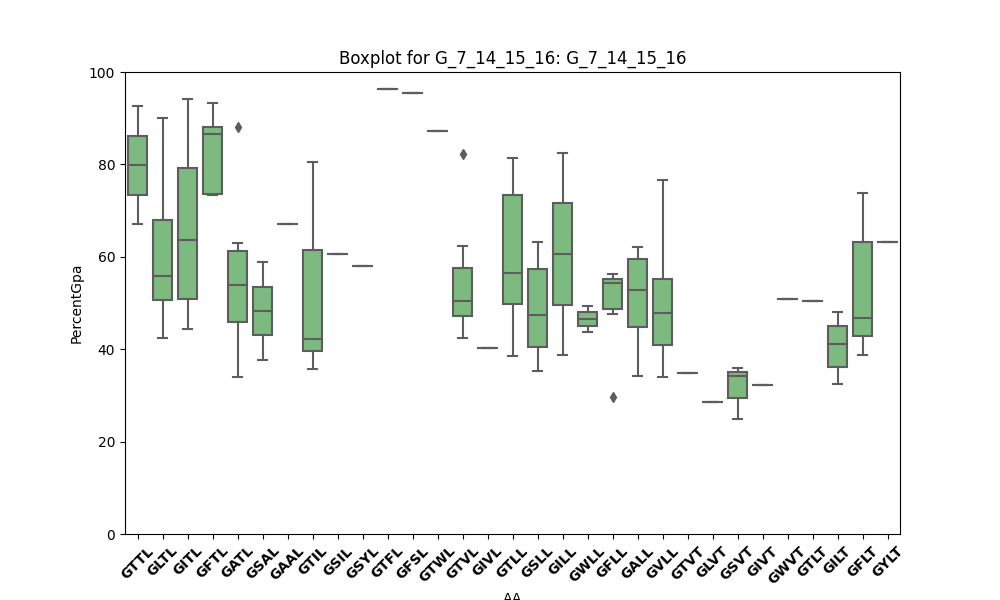 Boxplot for G_7_14_15_16: G_7_14_15_16
PercentGpa
100
80
60
40
20
0
GTTL GLTL GITL GFTL GATL GSAL GAAL GTIL GSIL GSYL GTFL GFSL GTWL GTVL GIVL GTLL GSLL GILL GWLL GFLL GALL GVLL GTVT GLVT GSVT GIVT GWVT GTLT GILT GFLT GYLT
AA